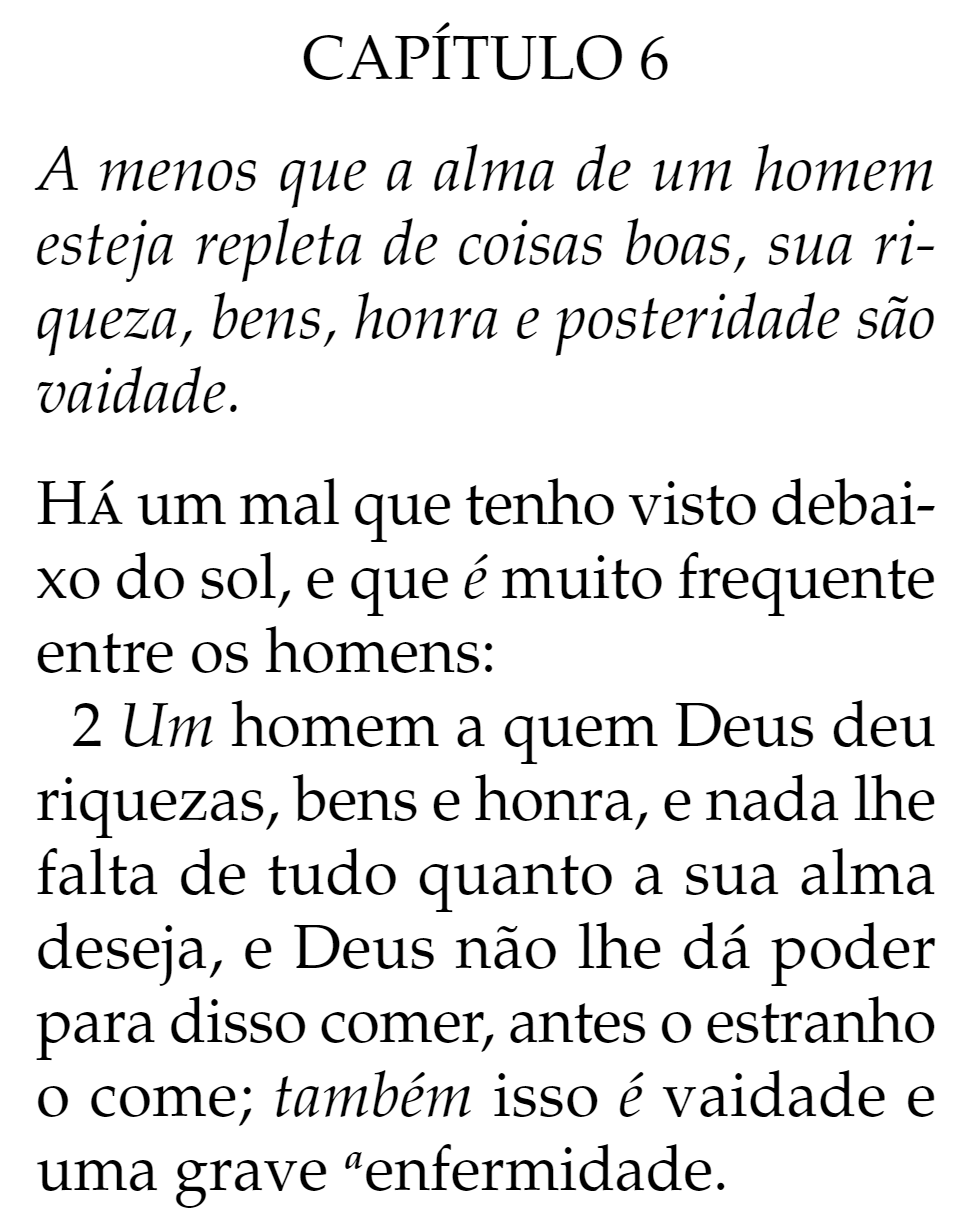 CAPÍTULO 6
A menos que a alma de um homem
esteja repleta de coisas boas, sua ri-
queza, bens, honra e posteridade são
vaidade.
HÁ um mal que tenho visto debai-
xo do sol, e que é muito frequente
entre os homens:
2 Um homem a quem Deus deu
riquezas, bens e honra, e nada lhe
falta de tudo quanto a sua alma
deseja, e Deus não lhe dá poder
para disso comer, antes o estranho
o come; também isso é vaidade e
uma grave ᵃenfermidade.